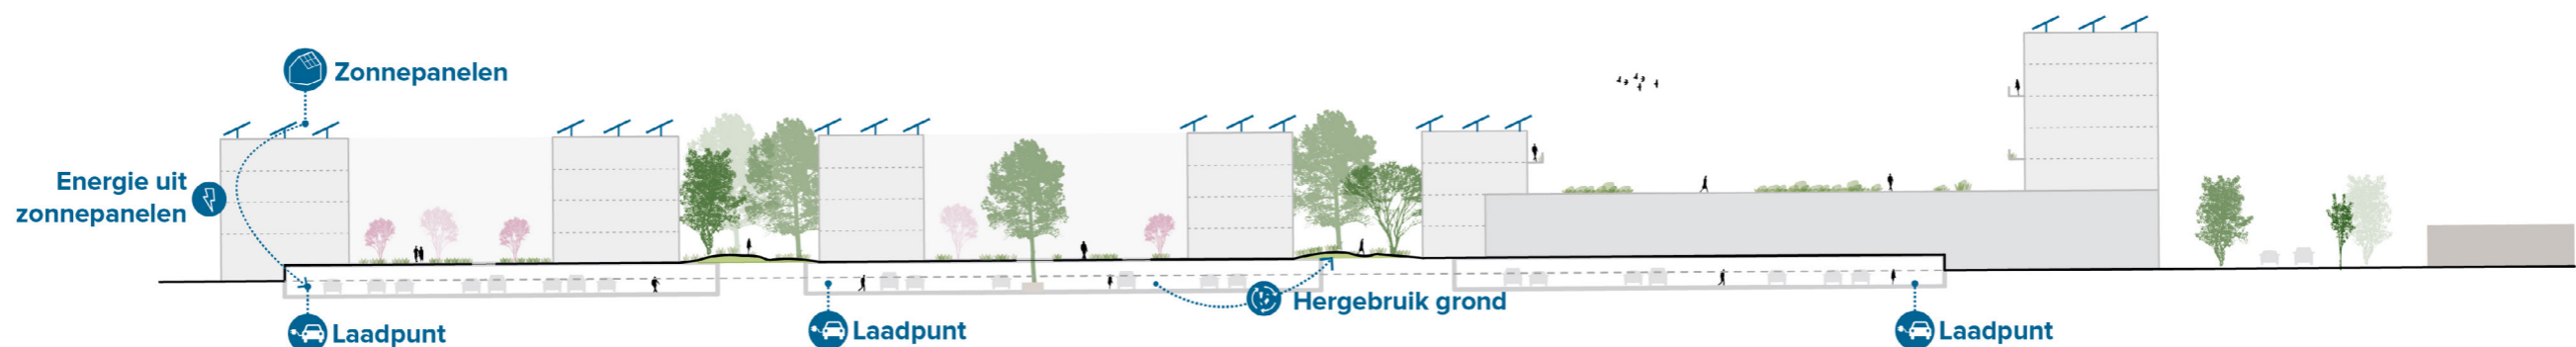 Zonnepanelen
Energie uit
zonnepanelen
Hergebruik grond
Laadpunt
Laadpunt
Laadpunt